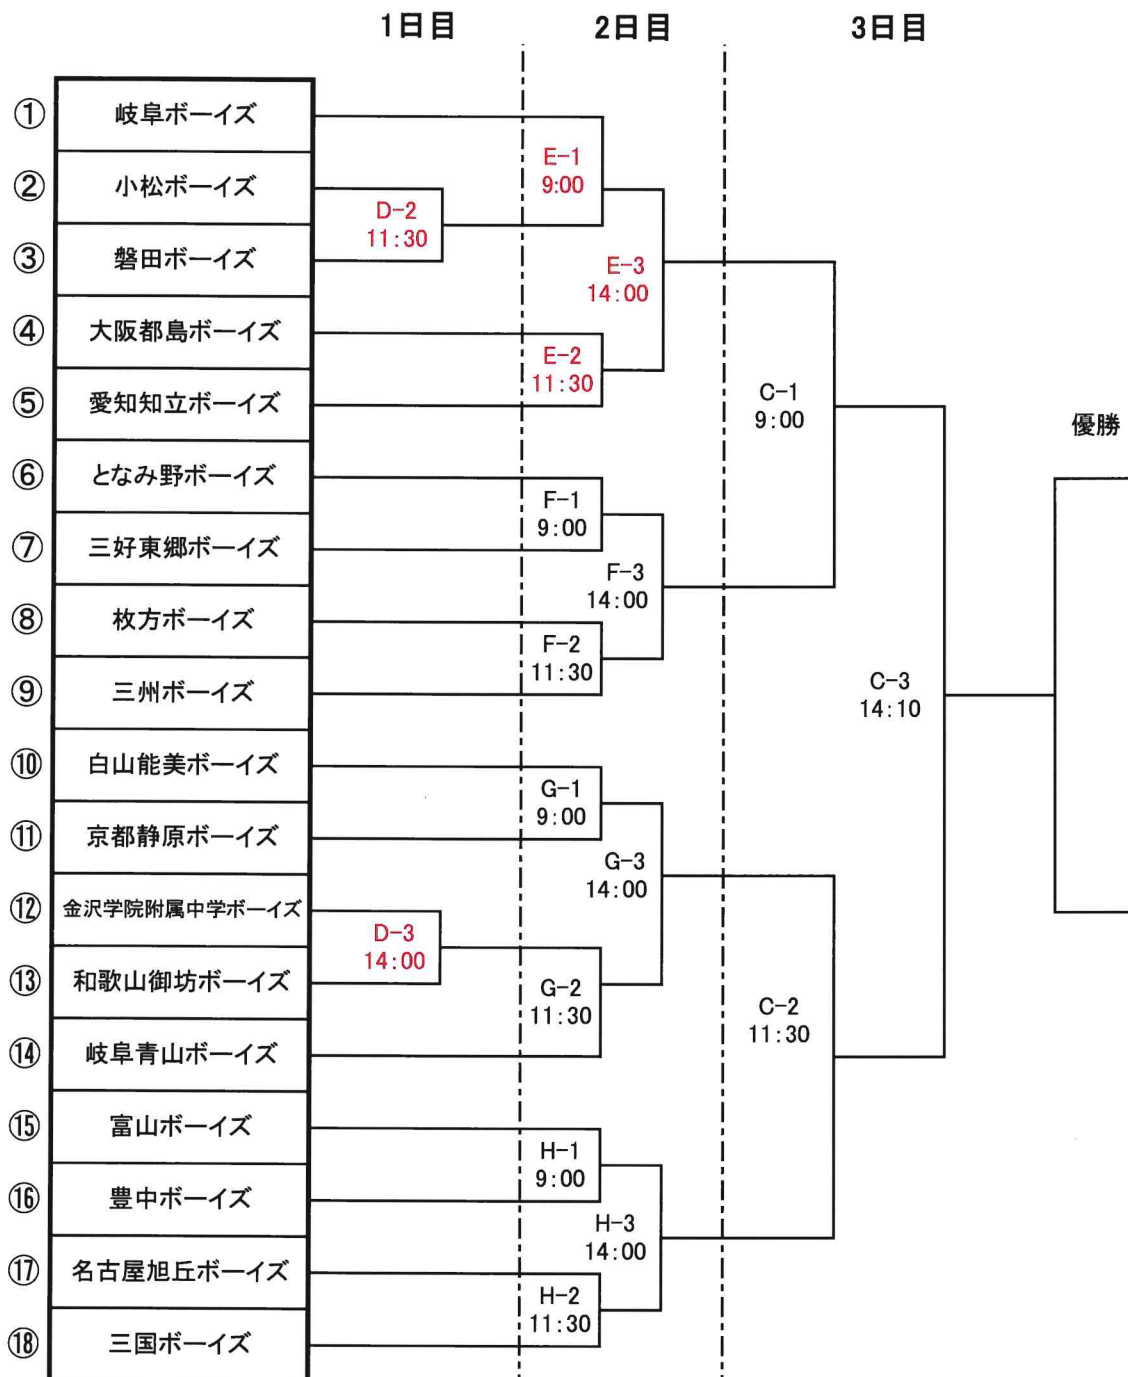 1日目 2日目 3日目
① 岐阜ボーイズ
② 小松ボーイズ
③ 磐田ボーイズ
④ 大阪都島ボーイズ
⑤ 愛知知立ボーイズ
⑥ となみ野ボーイズ
⑦ 三好東郷ボーイズ
⑧ 枚方ボーイズ
⑨ 三州ボーイズ
⑩ 白山能美ボーイズ
⑪ 京都静原ボーイズ
⑫ 金沢学院附属中学ボーイズ
⑬ 和歌山御坊ボーイズ
⑭ 岐阜青山ボーイズ
⑮ 富山ボーイズ
⑯ 豊中ボーイズ
⑰ 名古屋旭丘ボーイズ
⑱ 三国ボーイズ
D-2
11:30
D-3
14:00
E-1
9:00
E-2
11:30
E-3
14:00
F-1
9:00
F-2
11:30
F-3
14:00
G-1
9:00
G-2
11:30
G-3
14:00
H-1
9:00
H-2
11:30
H-3
14:00
C-1
9:00
C-2
11:30
C-3
14:10
優勝